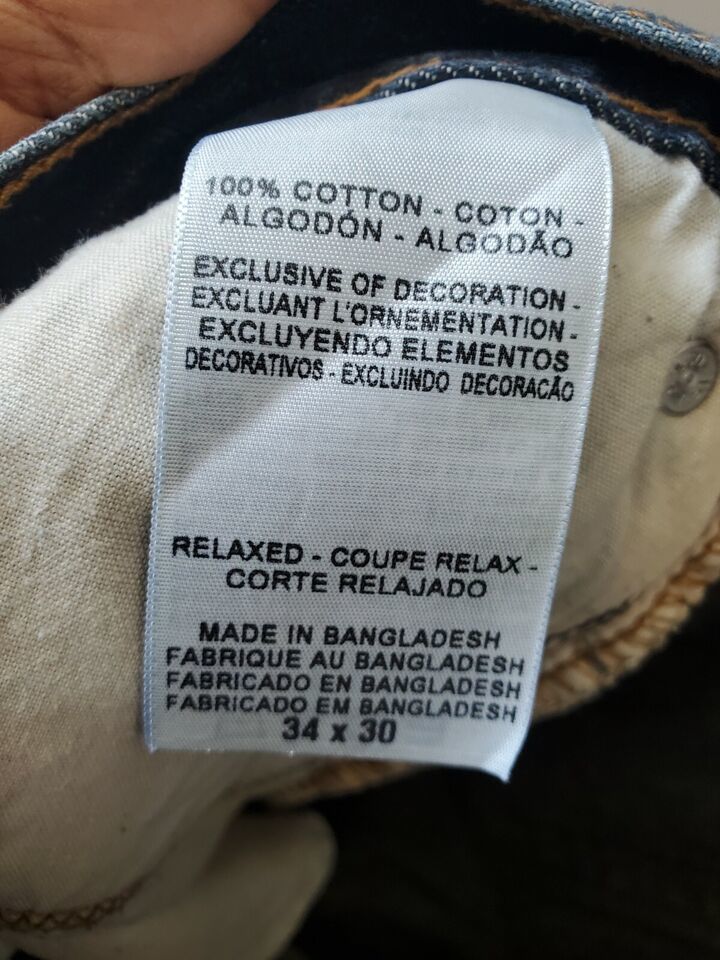 100% COTTON - COTON -
ALGODÓN - ALGODÃO
EXCLUSIVE OF DECORATION -
EXCLUANT L'ORNEMENTATION -
EXCLUYENDO ELEMENTOS
DECORATIVOS - EXCLUINDO DECORACÃO
RELAXED - COUPE RELAX -
CORTE RELAJADO
MADE IN BANGLADESH
FABRIQUE AU BANGLADESH
FABRICADO EN BANGLADESH
FABRICADO EM BANGLADESH
34 x 30